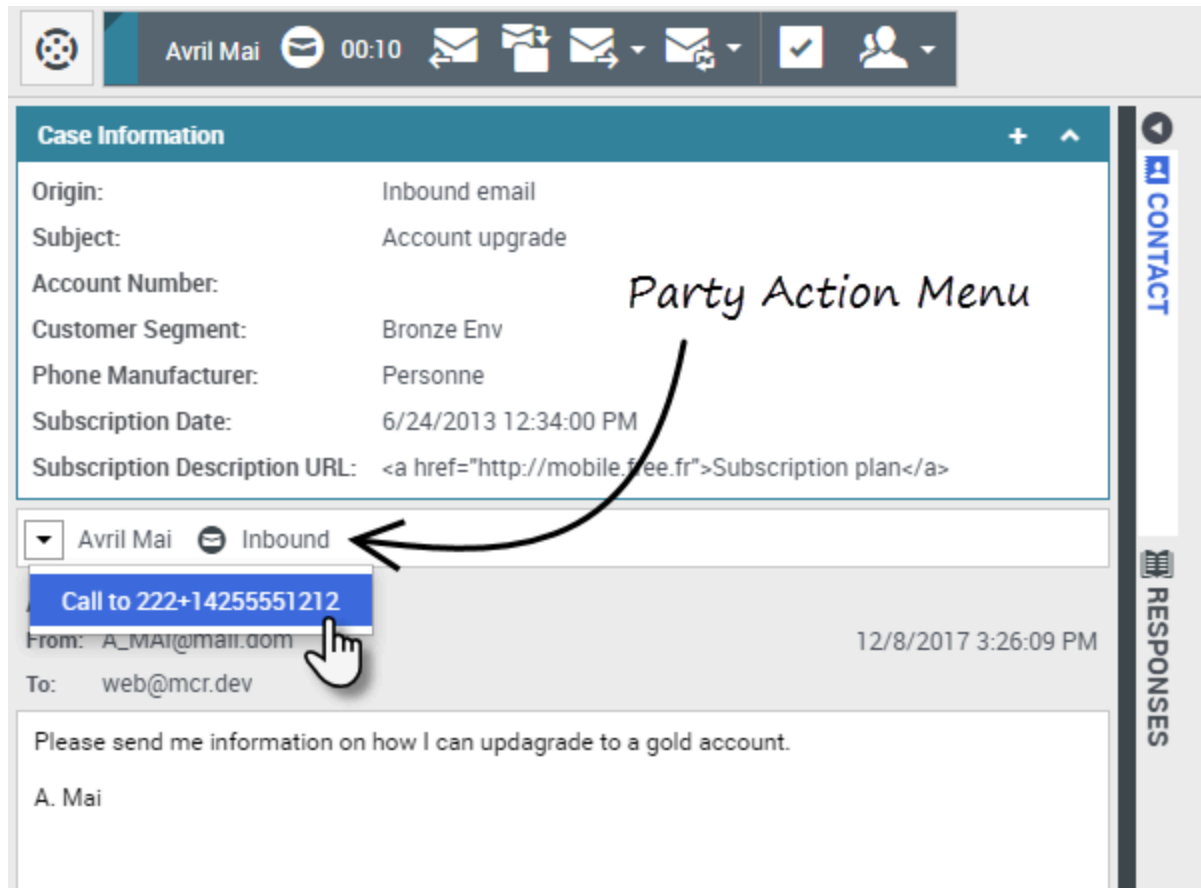 Avril Mai 00:10
Case Information
Origin: Inbound email
Subject: Account upgrade
Account Number:
Customer Segment: Bronze Env
Phone Manufacturer: Personne
Subscription Date: 6/24/2013 12:34:00 PM
Subscription Description URL: <a href="http://mobile.free.fr">Subscription plan</a>
Party Action Menu
Avril Mai Inbound
Call to 222+14255551212
From: A_MAI@mail.dom 12/8/2017 3:26:09 PM
To: web@mcr.dev
Please send me information on how I can updagrade to a gold account.
A. Mai
CONTACT
RESPONSES